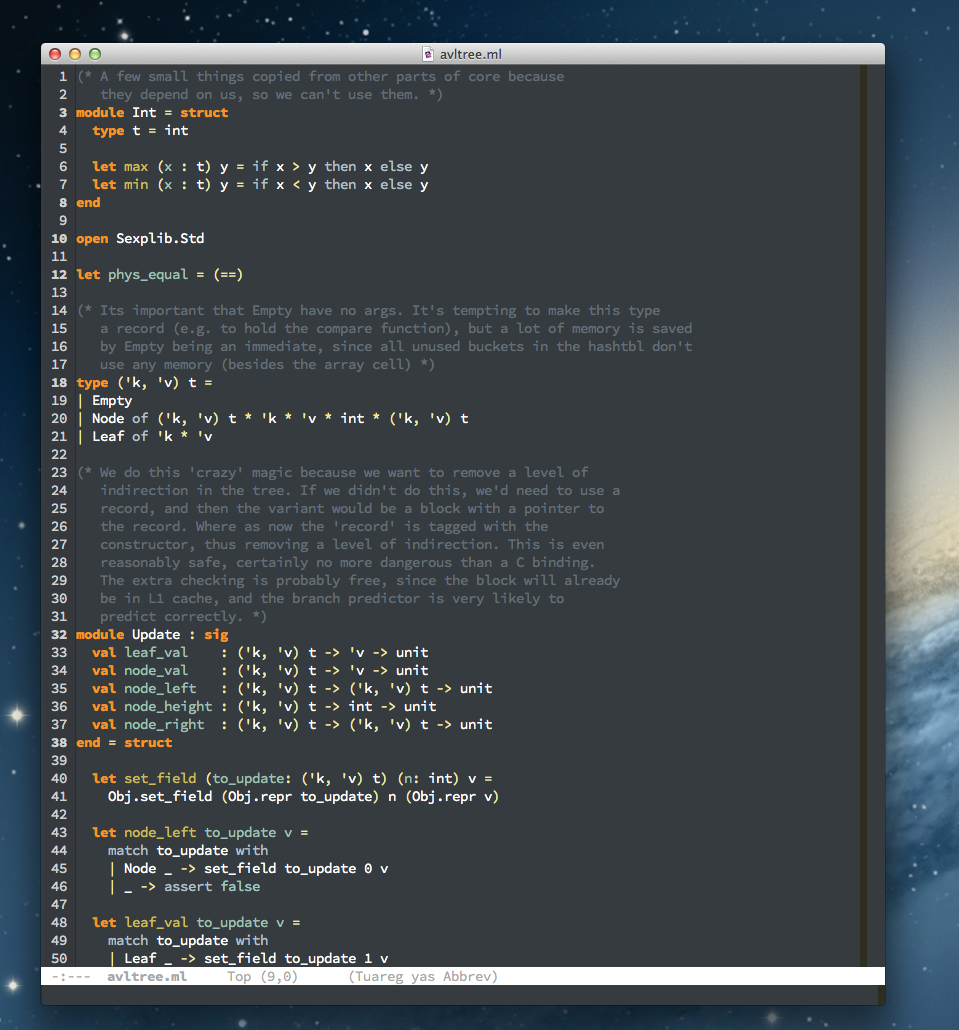 avltree.ml
1 (* A few small things copied from other parts of core because
2    they depend on us, so we can't use them. *)
3 module Int = struct
4   type t = int
5
6   let max (x : t) y = if x > y then x else y
7   let min (x : t) y = if x < y then x else y
8 end
9
10 open Sexplib.Std
11
12 let phys_equal = (==)
13
14 (* Its important that Empty have no args. It's tempting to make this type
15    a record (e.g. to hold the compare function), but a lot of memory is saved
16    by Empty being an immediate, since all unused buckets in the hashtbl don't
17    use any memory (besides the array cell) *)
18 type ('k, 'v) t =
19 | Empty
20 | Node of ('k, 'v) t * 'k * 'v * int * ('k, 'v) t
21 | Leaf of 'k * 'v
22
23 (* We do this 'crazy' magic because we want to remove a level of
24    indirection in the tree. If we didn't do this, we'd need to use a
25    record, and then the variant would be a block with a pointer to
26    the record. Where as now the 'record' is tagged with the
27    constructor, thus removing a level of indirection. This is even
28    reasonably safe, certainly no more dangerous than a C binding.
29    The extra checking is probably free, since the block will already
30    be in L1 cache, and the branch predictor is very likely to
31    predict correctly. *)
32 module Update : sig
33   val leaf_val    : ('k, 'v) t -> 'v -> unit
34   val node_val    : ('k, 'v) t -> 'v -> unit
35   val node_left   : ('k, 'v) t -> ('k, 'v) t -> unit
36   val node_height : ('k, 'v) t -> int -> unit
37   val node_right  : ('k, 'v) t -> ('k, 'v) t -> unit
38 end = struct
39
40   let set_field (to_update: ('k, 'v) t) (n: int) v =
41     Obj.set_field (Obj.repr to_update) n (Obj.repr v)
42
43   let node_left to_update v =
44     match to_update with
45     | Node _ -> set_field to_update 0 v
46     | _ -> assert false
47
48   let leaf_val to_update v =
49     match to_update with
50     | Leaf _ -> set_field to_update 1 v
-:---  avltree.ml     Top (9,0)      (Tuareg yas Abbrev)